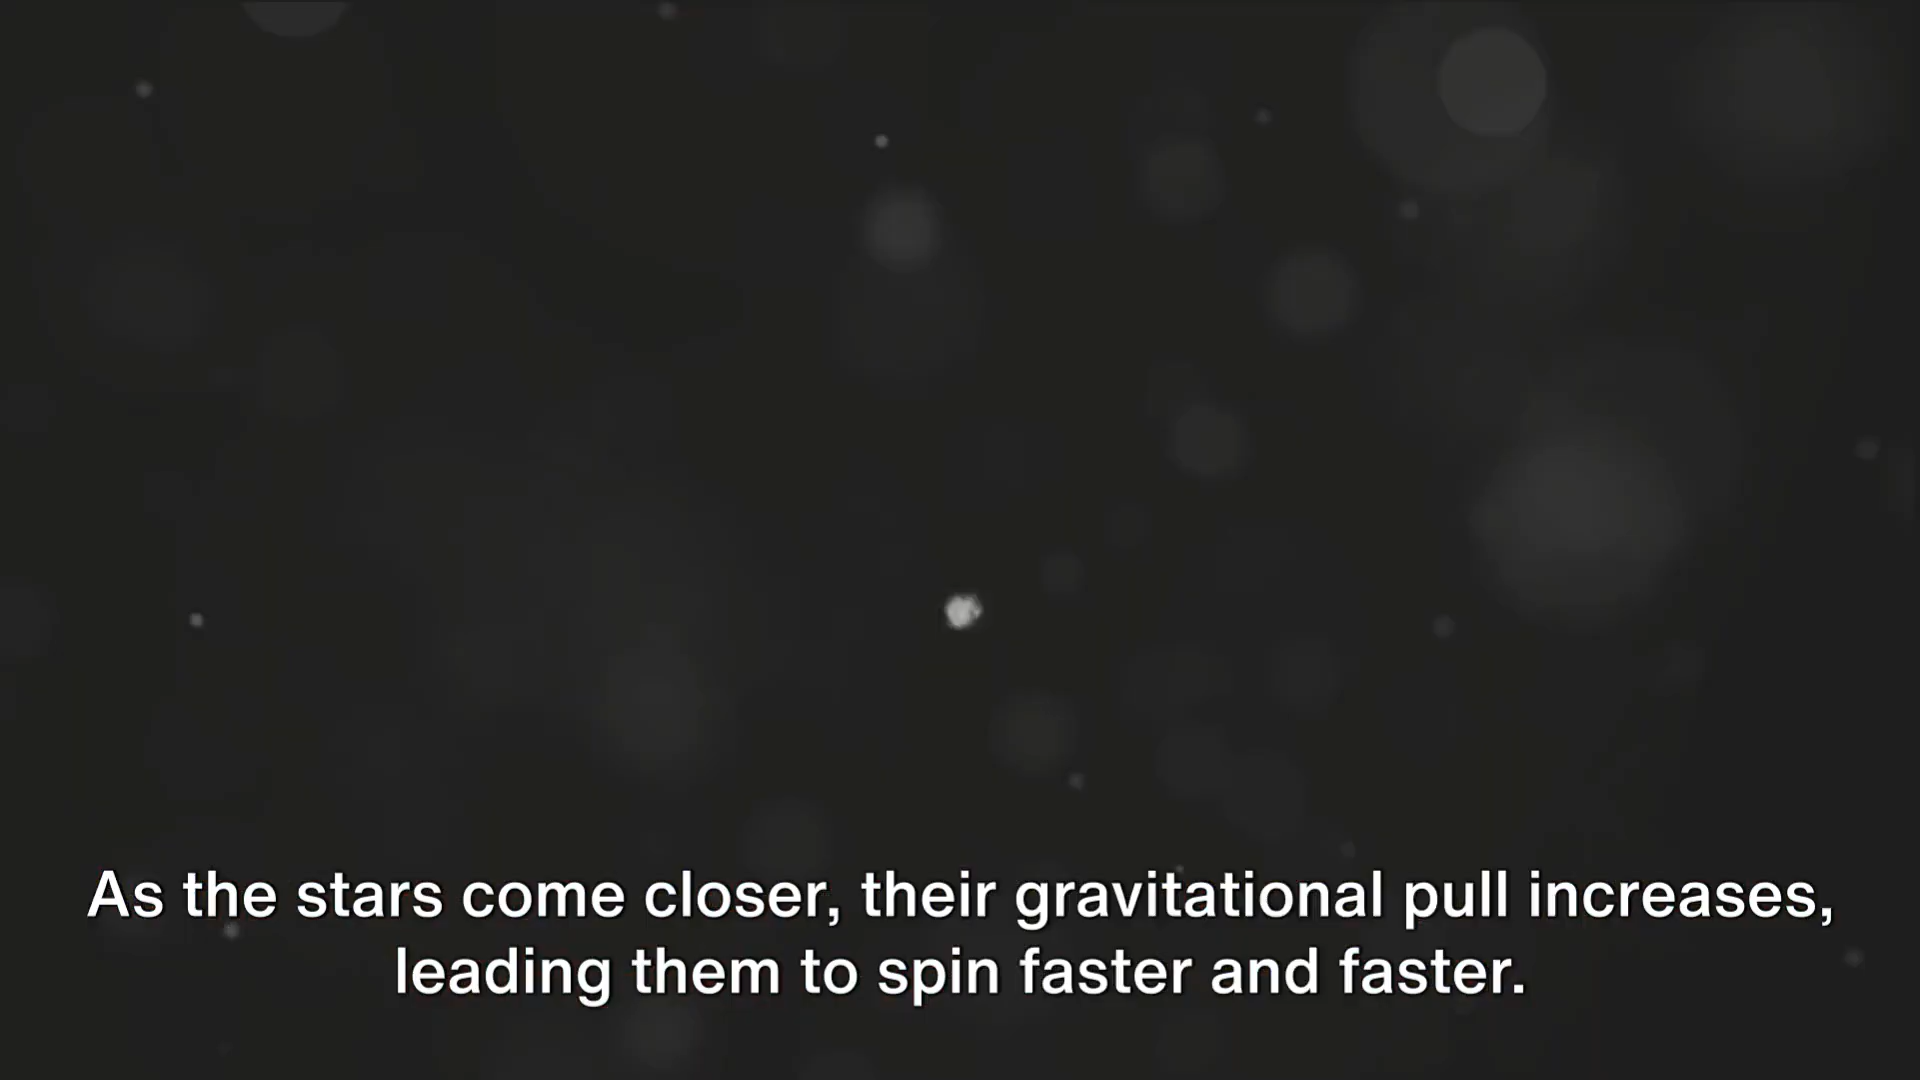 As the stars come closer, their gravitational pull increases,
leading them to spin faster and faster.